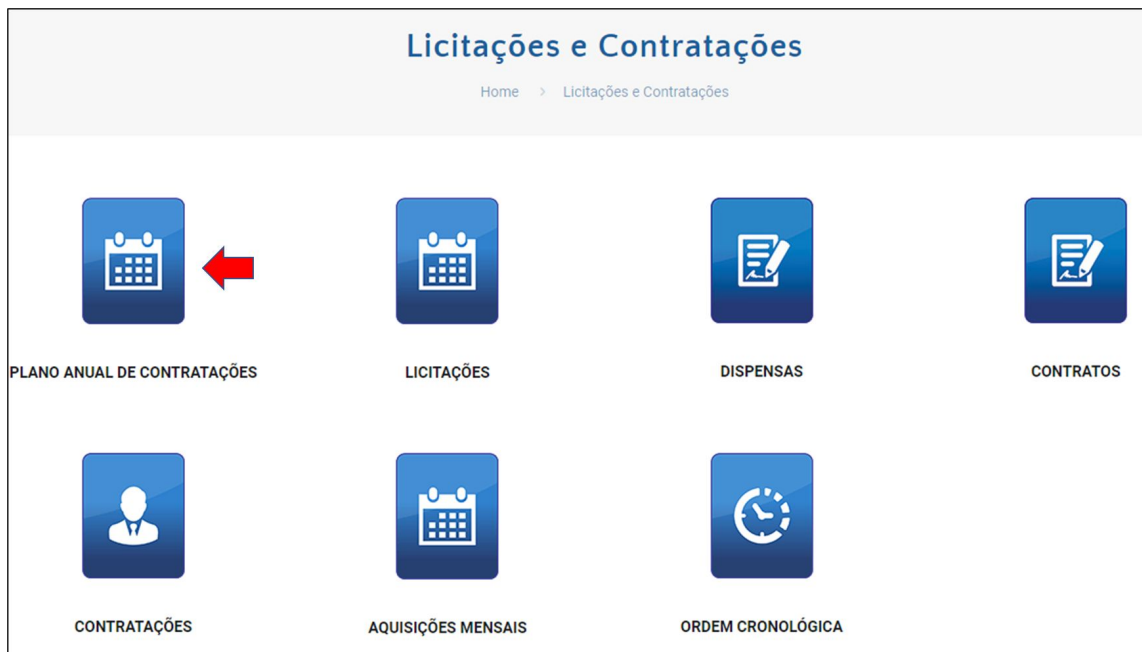 Licitações e Contratações
Home > Licitações e Contratações
PLANO ANUAL DE CONTRATAÇÕES
LICITAÇÕES
DISPENSAS
CONTRATOS
CONTRATAÇÕES
AQUISIÇÕES MENSAIS
ORDEM CRONOLÓGICA